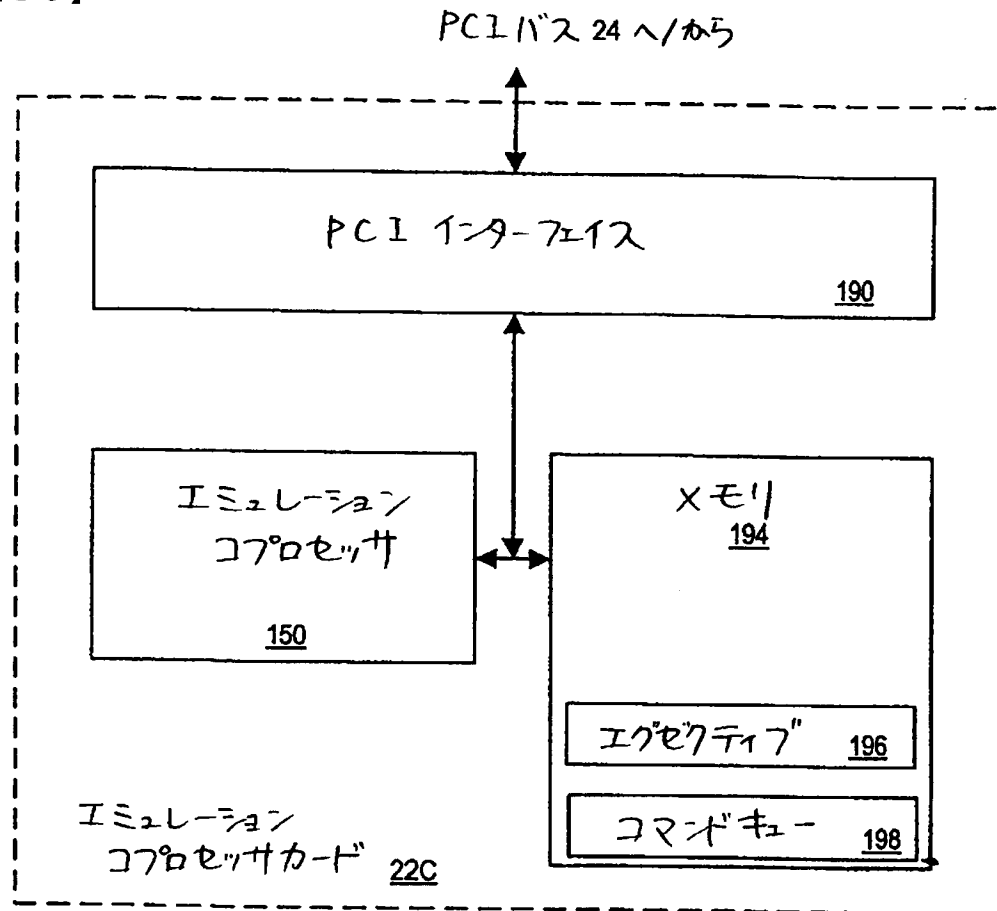 PCIバス 24 へ/から
PCI インターフェイス
190
エミュレーション
コプロセッサ
150
メモリ
194
エグゼクティブ 196
コマンドキュー 198
エミュレーション
コプロセッサカード 22C